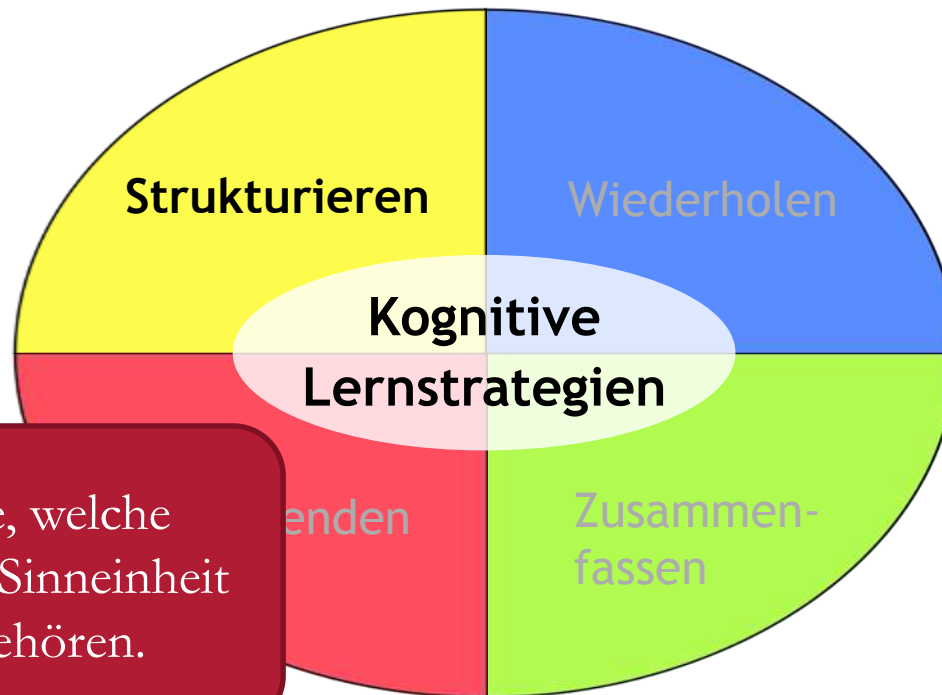 Strukturieren
Wiederholen
Kognitive
Lernstrategien
enden
Zusammen-
fassen
, welche
Sinneinheit
ehören.